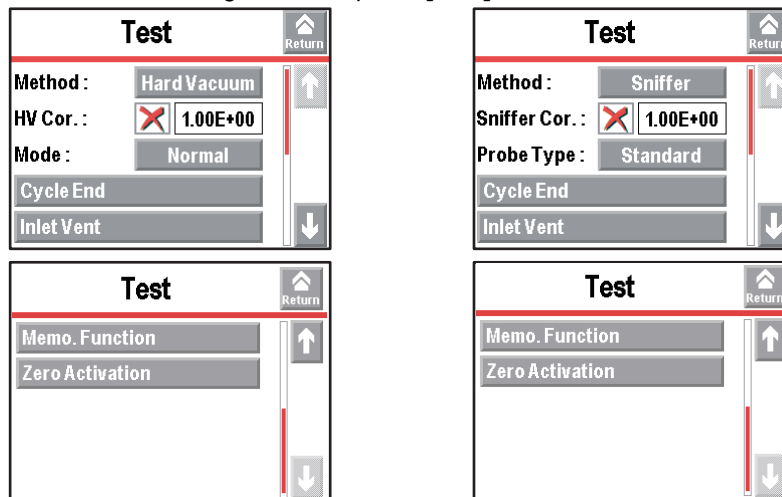 Test
Return
Method : Hard Vacuum
HV Cor. : 1.00E+00
Mode : Normal
Cycle End
Inlet Vent
Test
Return
Method : Sniffer
Sniffer Cor. : 1.00E+00
Probe Type : Standard
Cycle End
Inlet Vent
Test
Return
Memo. Function
Zero Activation
Test
Return
Memo. Function
Zero Activation